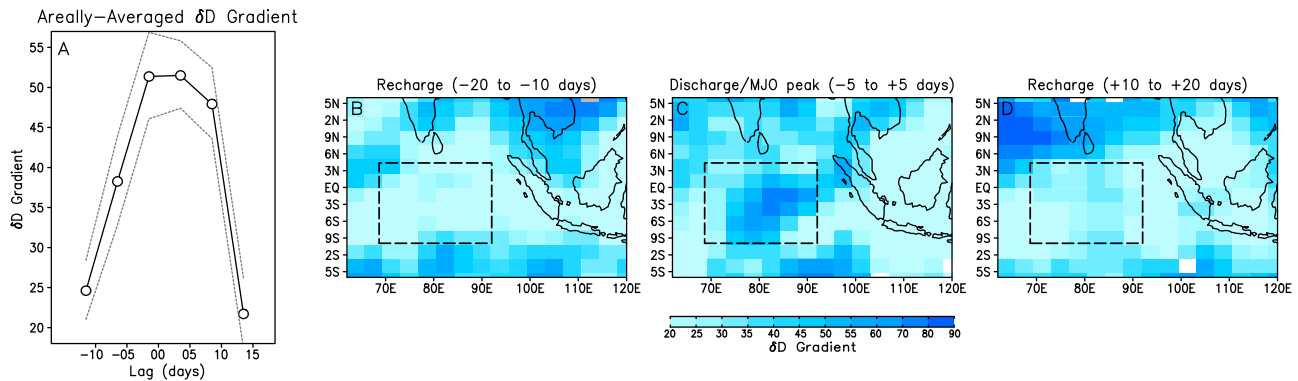 Areally−Averaged δD Gradient
A
55
50
45
40
35
30
25
20
δD Gradient
−10 −05 00 05 10 15
Lag (days)
Recharge (−20 to −10 days)
B
5N
2N
9N
6N
3N
EQ
3S
6S
9S
2S
5S
70E 80E 90E 100E 110E 120E
Discharge/MJO peak (−5 to +5 days)
C
5N
2N
9N
6N
3N
EQ
3S
6S
9S
2S
5S
70E 80E 90E 100E 110E 120E
Recharge (+10 to +20 days)
D
5N
2N
9N
6N
3N
EQ
3S
6S
9S
2S
5S
70E 80E 90E 100E 110E 120E
20 25 30 35 40 45 50 55 60 70 80 90
δD Gradient